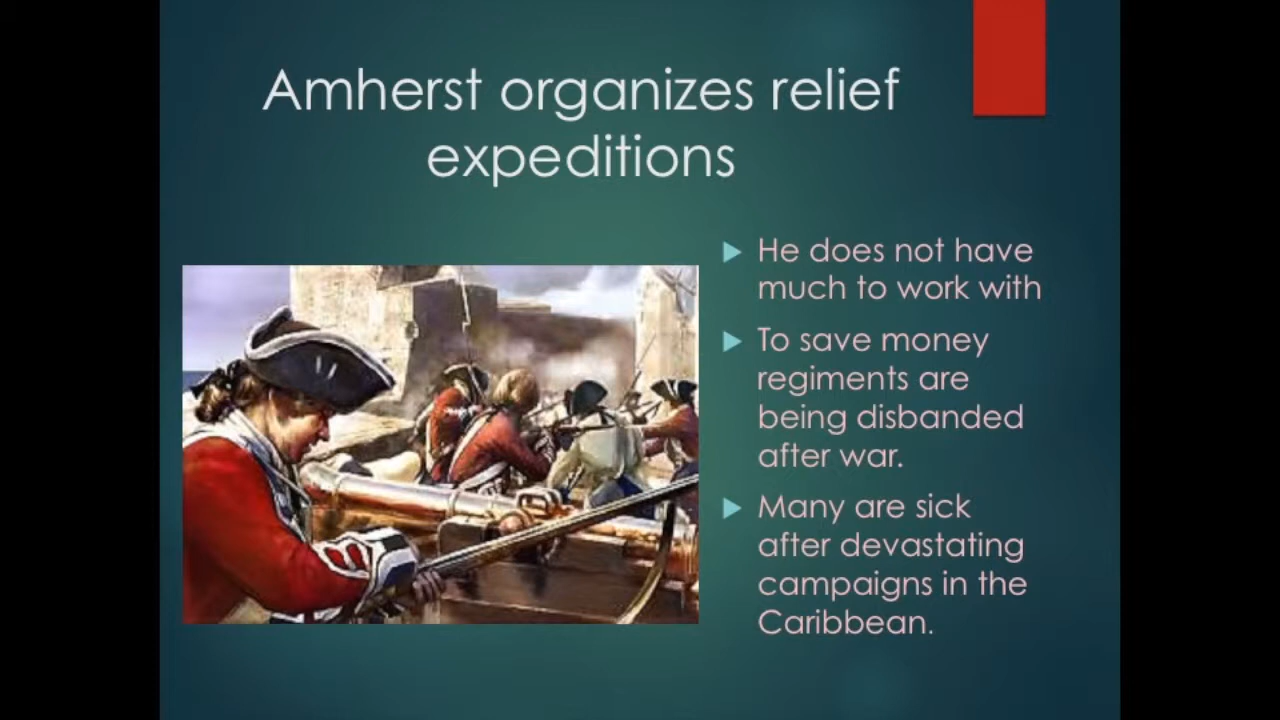 Amherst organizes relief
expeditions
He does not have
much to work with
To save money
regiments are
being disbanded
after war.
Many are sick
after devastating
campaigns in the
Caribbean.